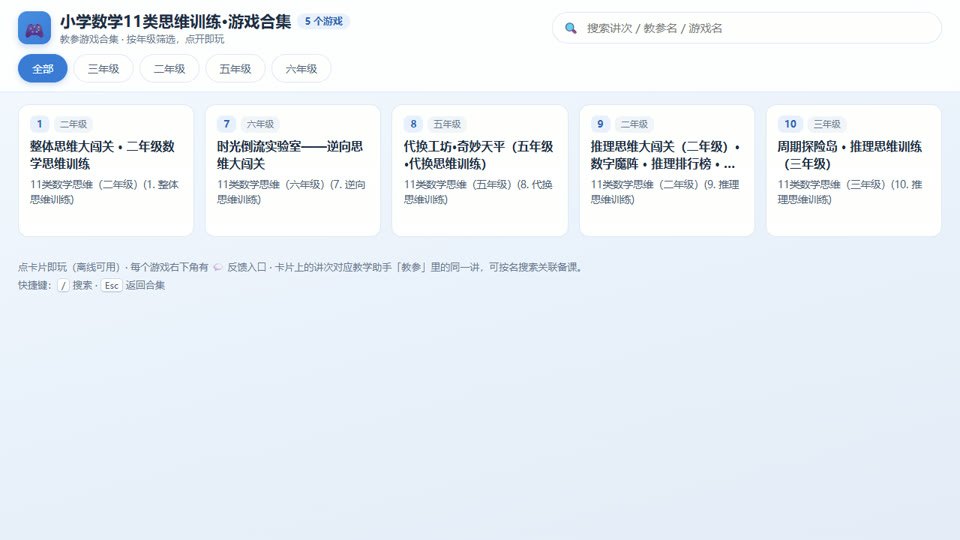 小学数学11类思维训练·游戏合集 5 个游戏
教参游戏合集 · 按年级筛选，点开即玩
搜索讲次 / 教参名 / 游戏名
全部 三年级 二年级 五年级 六年级
1 二年级
整体思维大闯关 · 二年级数
学思维训练
11类数学思维（二年级）(1. 整体
思维训练)
7 六年级
时光倒流实验室——逆向思
维大闯关
11类数学思维（六年级）(7. 逆向
思维训练)
8 五年级
代换工坊·奇妙天平（五年级
·代换思维训练）
11类数学思维（五年级）(8. 代换
思维训练)
9 二年级
推理思维大闯关（二年级）·
数字魔阵 · 推理排行榜 · ...
11类数学思维（二年级）(9. 推理
思维训练)
10 三年级
周期探险岛 · 推理思维训练
（三年级）
11类数学思维（三年级）(10. 推
理思维训练)
点卡片即玩（离线可用）· 每个游戏右下角有 💬 反馈入口 · 卡片上的讲次对应教学助手「教参」里的同一讲，可按名搜索关联备课。
快捷键： / 搜索 · Esc 返回合集